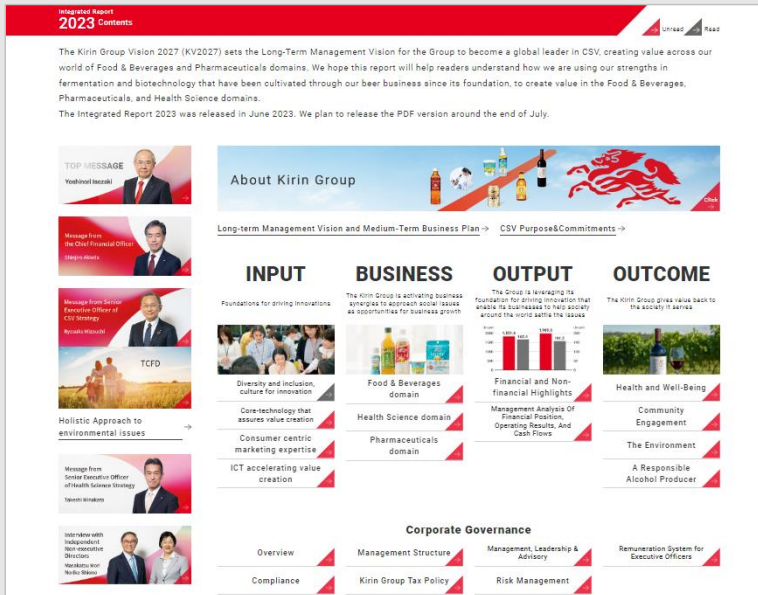 Integrated Report
2023 Contents
Unread
Read
The Kirin Group Vision 2027 (KV2027) sets the Long-Term Management Vision for the Group to become a global leader in CSV, creating value across our
world of Food & Beverages and Pharmaceuticals domains. We hope this report will help readers understand how we are using our strengths in
fermentation and biotechnology that have been cultivated through our beer business since its foundation, to create value in the Food & Beverages,
Pharmaceuticals, and Health Science domains.
The Integrated Report 2023 was released in June 2023. We plan to release the PDF version around the end of July.
TOP MESSAGE
Yoshinori Isozaki
Message from
the Chief Financial Officer
Message from Senior
Executive Officer of
CSV Strategy
TCFD
Holistic Approach to
environmental issues
Message from
Senior Executive Officer
of Health Science Strategy
Takeshi Minakata
Interview with
Independent
Non-executive
Directors
Masakatsu Mori
Noriko Shiono
About Kirin Group
Click
Long-term Management Vision and Medium-Term Business Plan
CSV Purpose&Commitments
INPUT
Foundations for driving innovations
Diversity and inclusion,
culture for innovation
Core-technology that
assures value creation
Consumer centric
marketing expertise
ICT accelerating value
creation
BUSINESS
The Kirin Group is activating business
synergies to approach social issues
as opportunities for business growth
Food & Beverages
domain
Health Science domain
Pharmaceuticals
domain
OUTPUT
The Group is leveraging its
foundation for driving innovation that
enable its businesses to help society
around the world settle the issues
Financial and Non-
financial Highlights
Management Analysis Of
Financial Position,
Operating Results, And
Cash Flows
OUTCOME
The Kirin Group gives value back to
the society it serves
Health and Well-Being
Community
Engagement
The Environment
A Responsible
Alcohol Producer
Corporate Governance
Overview
Management Structure
Management, Leadership &
Advisory
Remuneration System for
Executive Officers
Compliance
Kirin Group Tax Policy
Risk Management